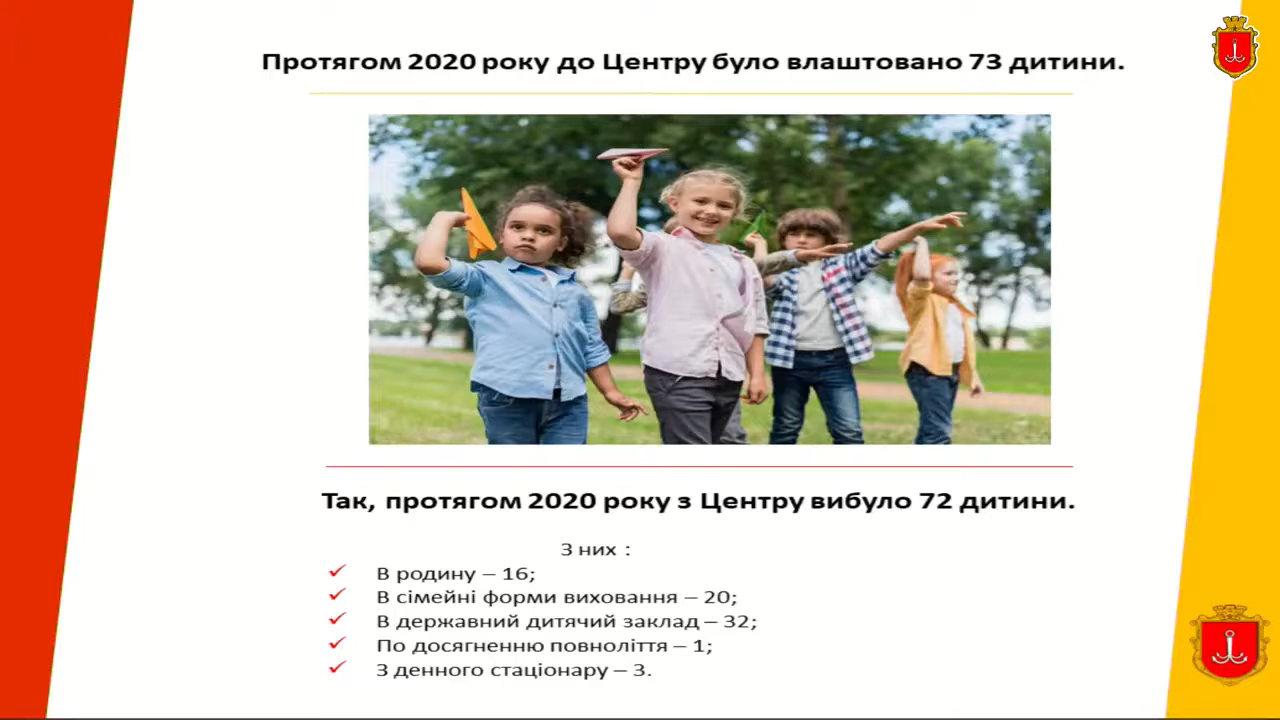 Протягом 2020 року до Центру було влаштовано 73 дитини.
Так, протягом 2020 року з Центру вибуло 72 дитини.
З них :
В родину – 16;
В сімейні форми виховання – 20;
В державний дитячий заклад – 32;
По досягненню повноліття – 1;
З денного стаціонару – 3.